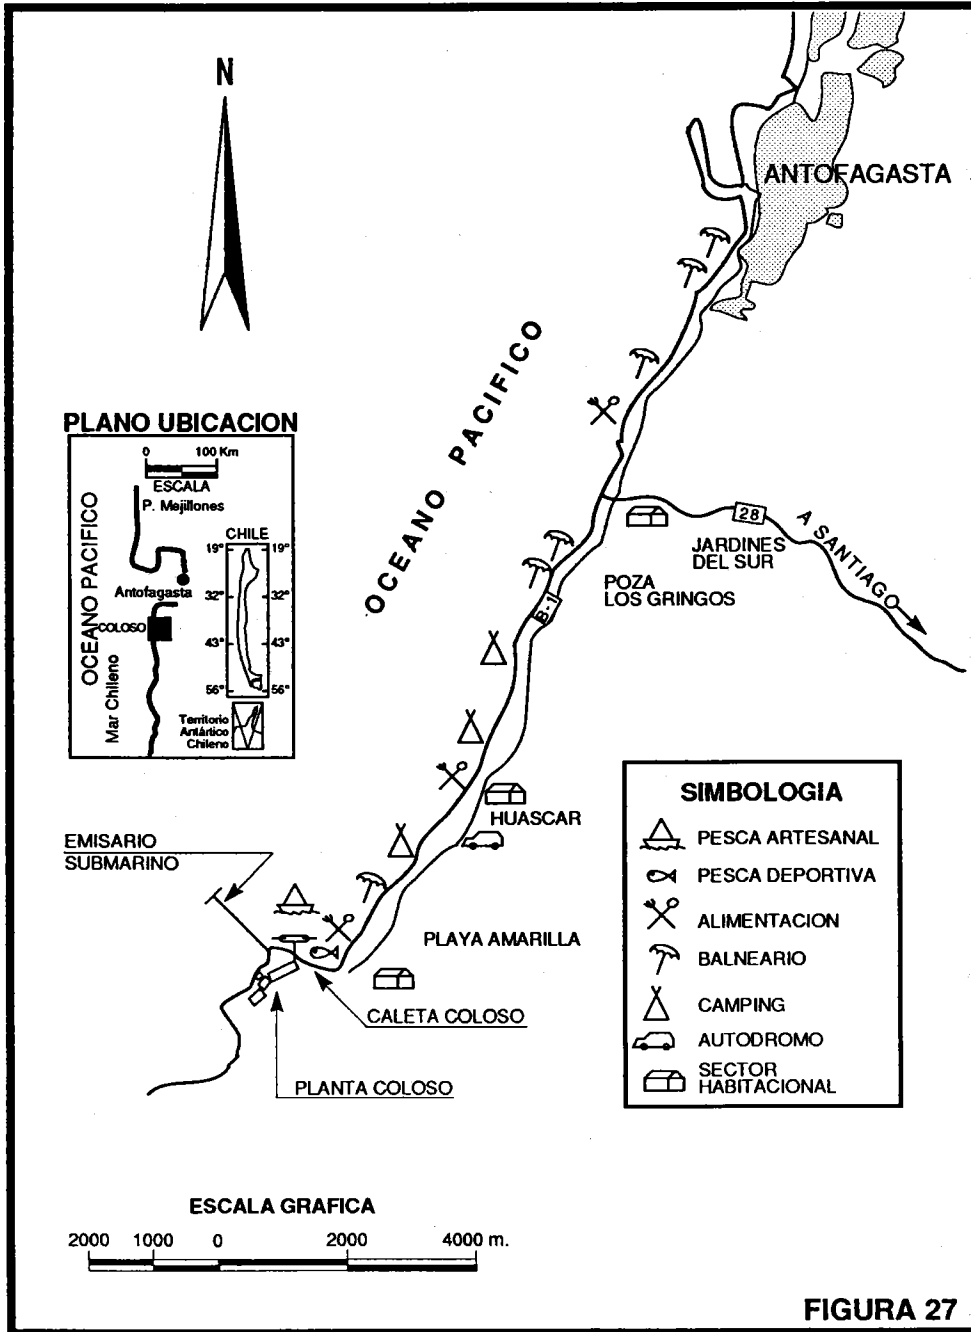 N
ANTOFAGASTA
OCEANO PACIFICO
PLANO UBICACION
0 100 Km
ESCALA
P. Mejillones
OCEANO PACIFICO
CHILE
19° 19°
Antofagasta
32° 32°
COLOSO
43° 43°
Mar Chileno
56° 56°
Territorio
Antártico
Chileno
28
A SANTIAGO
JARDINES
DEL SUR
POZA
LOS GRINGOS
B-1
HUASCAR
EMISARIO
SUBMARINO
PLAYA AMARILLA
CALETA COLOSO
PLANTA COLOSO
SIMBOLOGIA
PESCA ARTESANAL
PESCA DEPORTIVA
ALIMENTACION
BALNEARIO
CAMPING
AUTODROMO
SECTOR
HABITACIONAL
ESCALA GRAFICA
2000 1000 0 2000 4000 m.
FIGURA 27